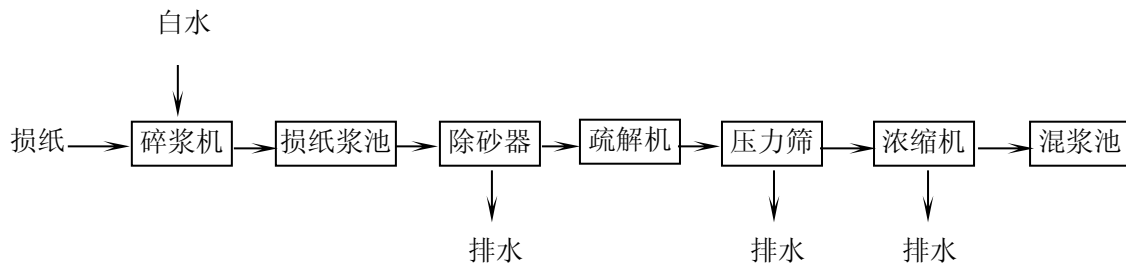 白水
损纸 碎浆机 损纸浆池 除砂器 疏解机 压力筛 浓缩机 混浆池
排水 排水 排水